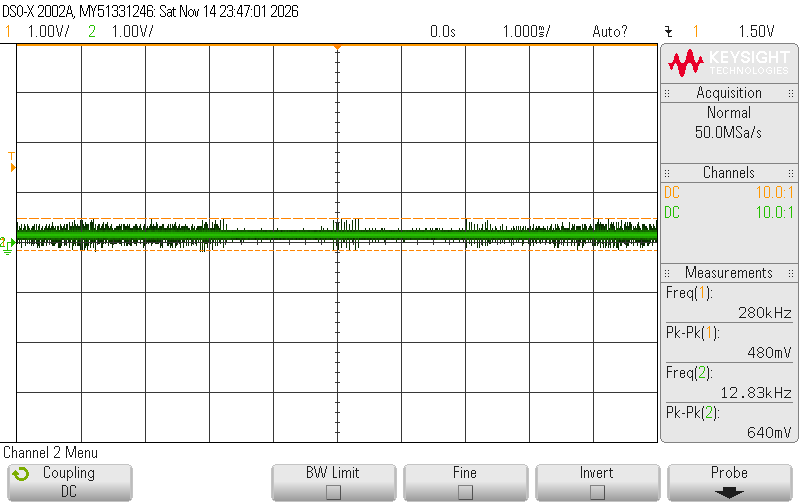 DSO-X 2002A, MY51331246: Sat Nov 14 23:47:01 2026
1 1.00V/ 2 1.00V/ 0.0s 1.000s/ Auto? 1 1.50V
T
2
KEYSIGHT
TECHNOLOGIES
Acquisition
Normal
50.0MSa/s
Channels
DC 10.0:1
DC 10.0:1
Measurements
Freq(1):
280kHz
Pk-Pk(1):
480mV
Freq(2):
12.83kHz
Pk-Pk(2):
640mV
Channel 2 Menu
Coupling
DC
BW Limit
Fine
Invert
Probe